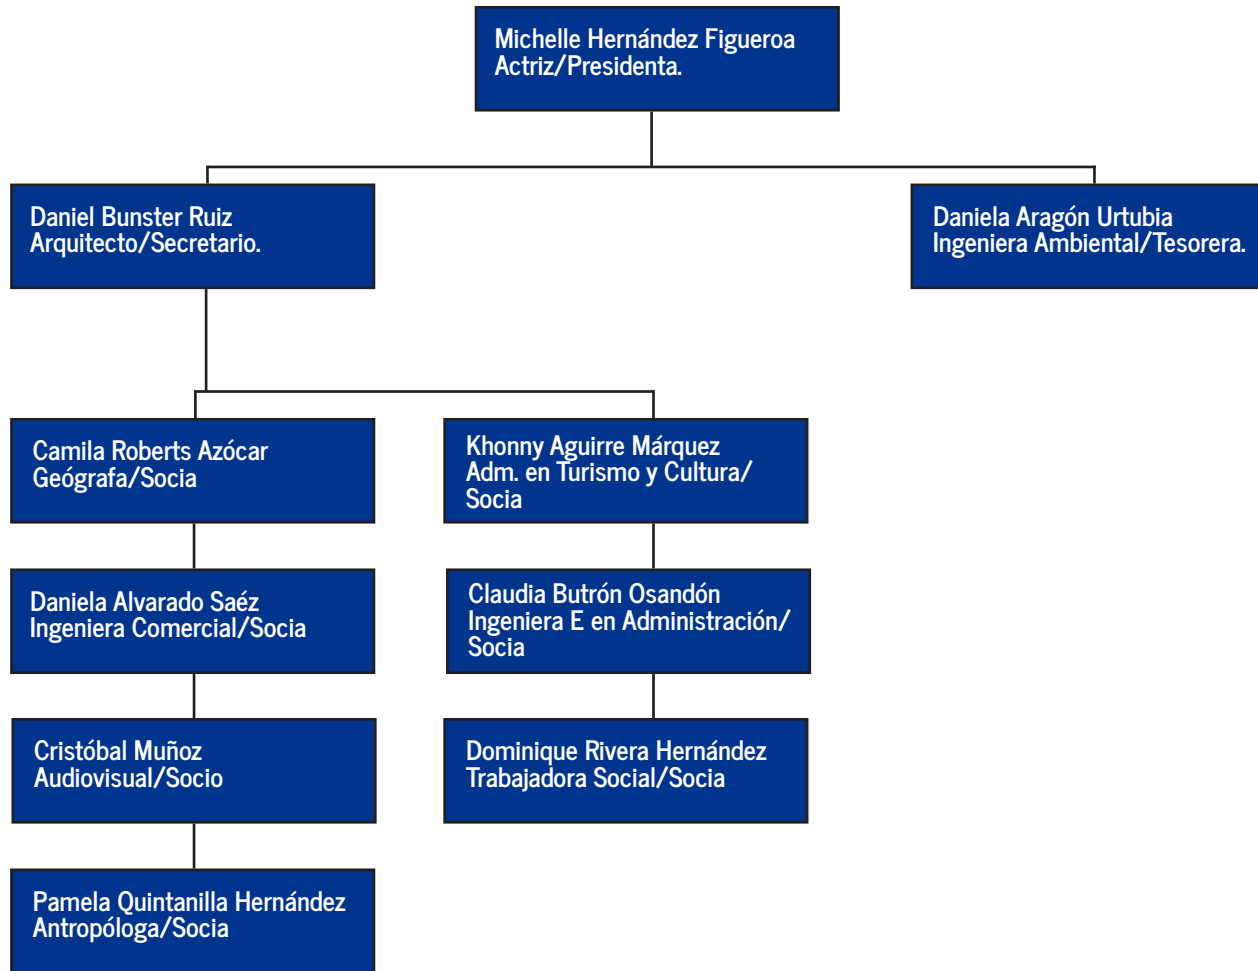 Michelle Hernández Figueroa
Actriz/Presidenta.
Daniel Bunster Ruiz
Arquitecto/Secretario.
Daniela Aragón Urtubia
Ingeniera Ambiental/Tesorera.
Camila Roberts Azócar
Geógrafa/Socia
Khonny Aguirre Márquez
Adm. en Turismo y Cultura/
Socia
Daniela Alvarado Saéz
Ingeniera Comercial/Socia
Claudia Butrón Osandón
Ingeniera E en Administración/
Socia
Cristóbal Muñoz
Audiovisual/Socio
Dominique Rivera Hernández
Trabajadora Social/Socia
Pamela Quintanilla Hernández
Antropóloga/Socia